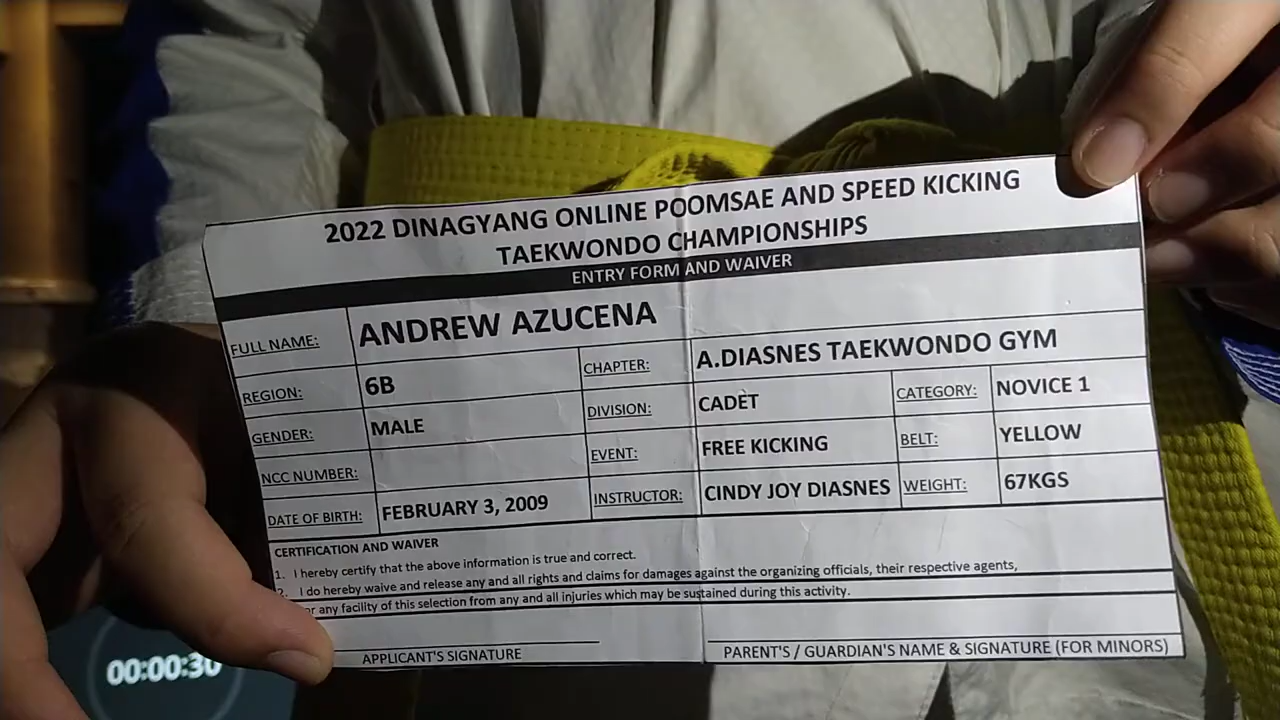 2022 DINAGYANG ONLINE POOMSAE AND SPEED KICKING
TAEKWONDO CHAMPIONSHIPS
ENTRY FORM AND WAIVER
FULL NAME: ANDREW AZUCENA
REGION: 6B CHAPTER: A.DIASNES TAEKWONDO GYM
GENDER: MALE DIVISION: CADET CATEGORY: NOVICE 1
NCC NUMBER: EVENT: FREE KICKING BELT: YELLOW
DATE OF BIRTH: FEBRUARY 3, 2009 INSTRUCTOR: CINDY JOY DIASNES WEIGHT: 67KGS
CERTIFICATION AND WAIVER
1. I hereby certify that the above information is true and correct.
2. I do hereby waive and release any and all rights and claims for damages against the organizing officials, their respective agents,
or any facility of this selection from any and all injuries which may be sustained during this activity.
APPLICANT'S SIGNATURE PARENT'S / GUARDIAN'S NAME & SIGNATURE (FOR MINORS)
00:00:30